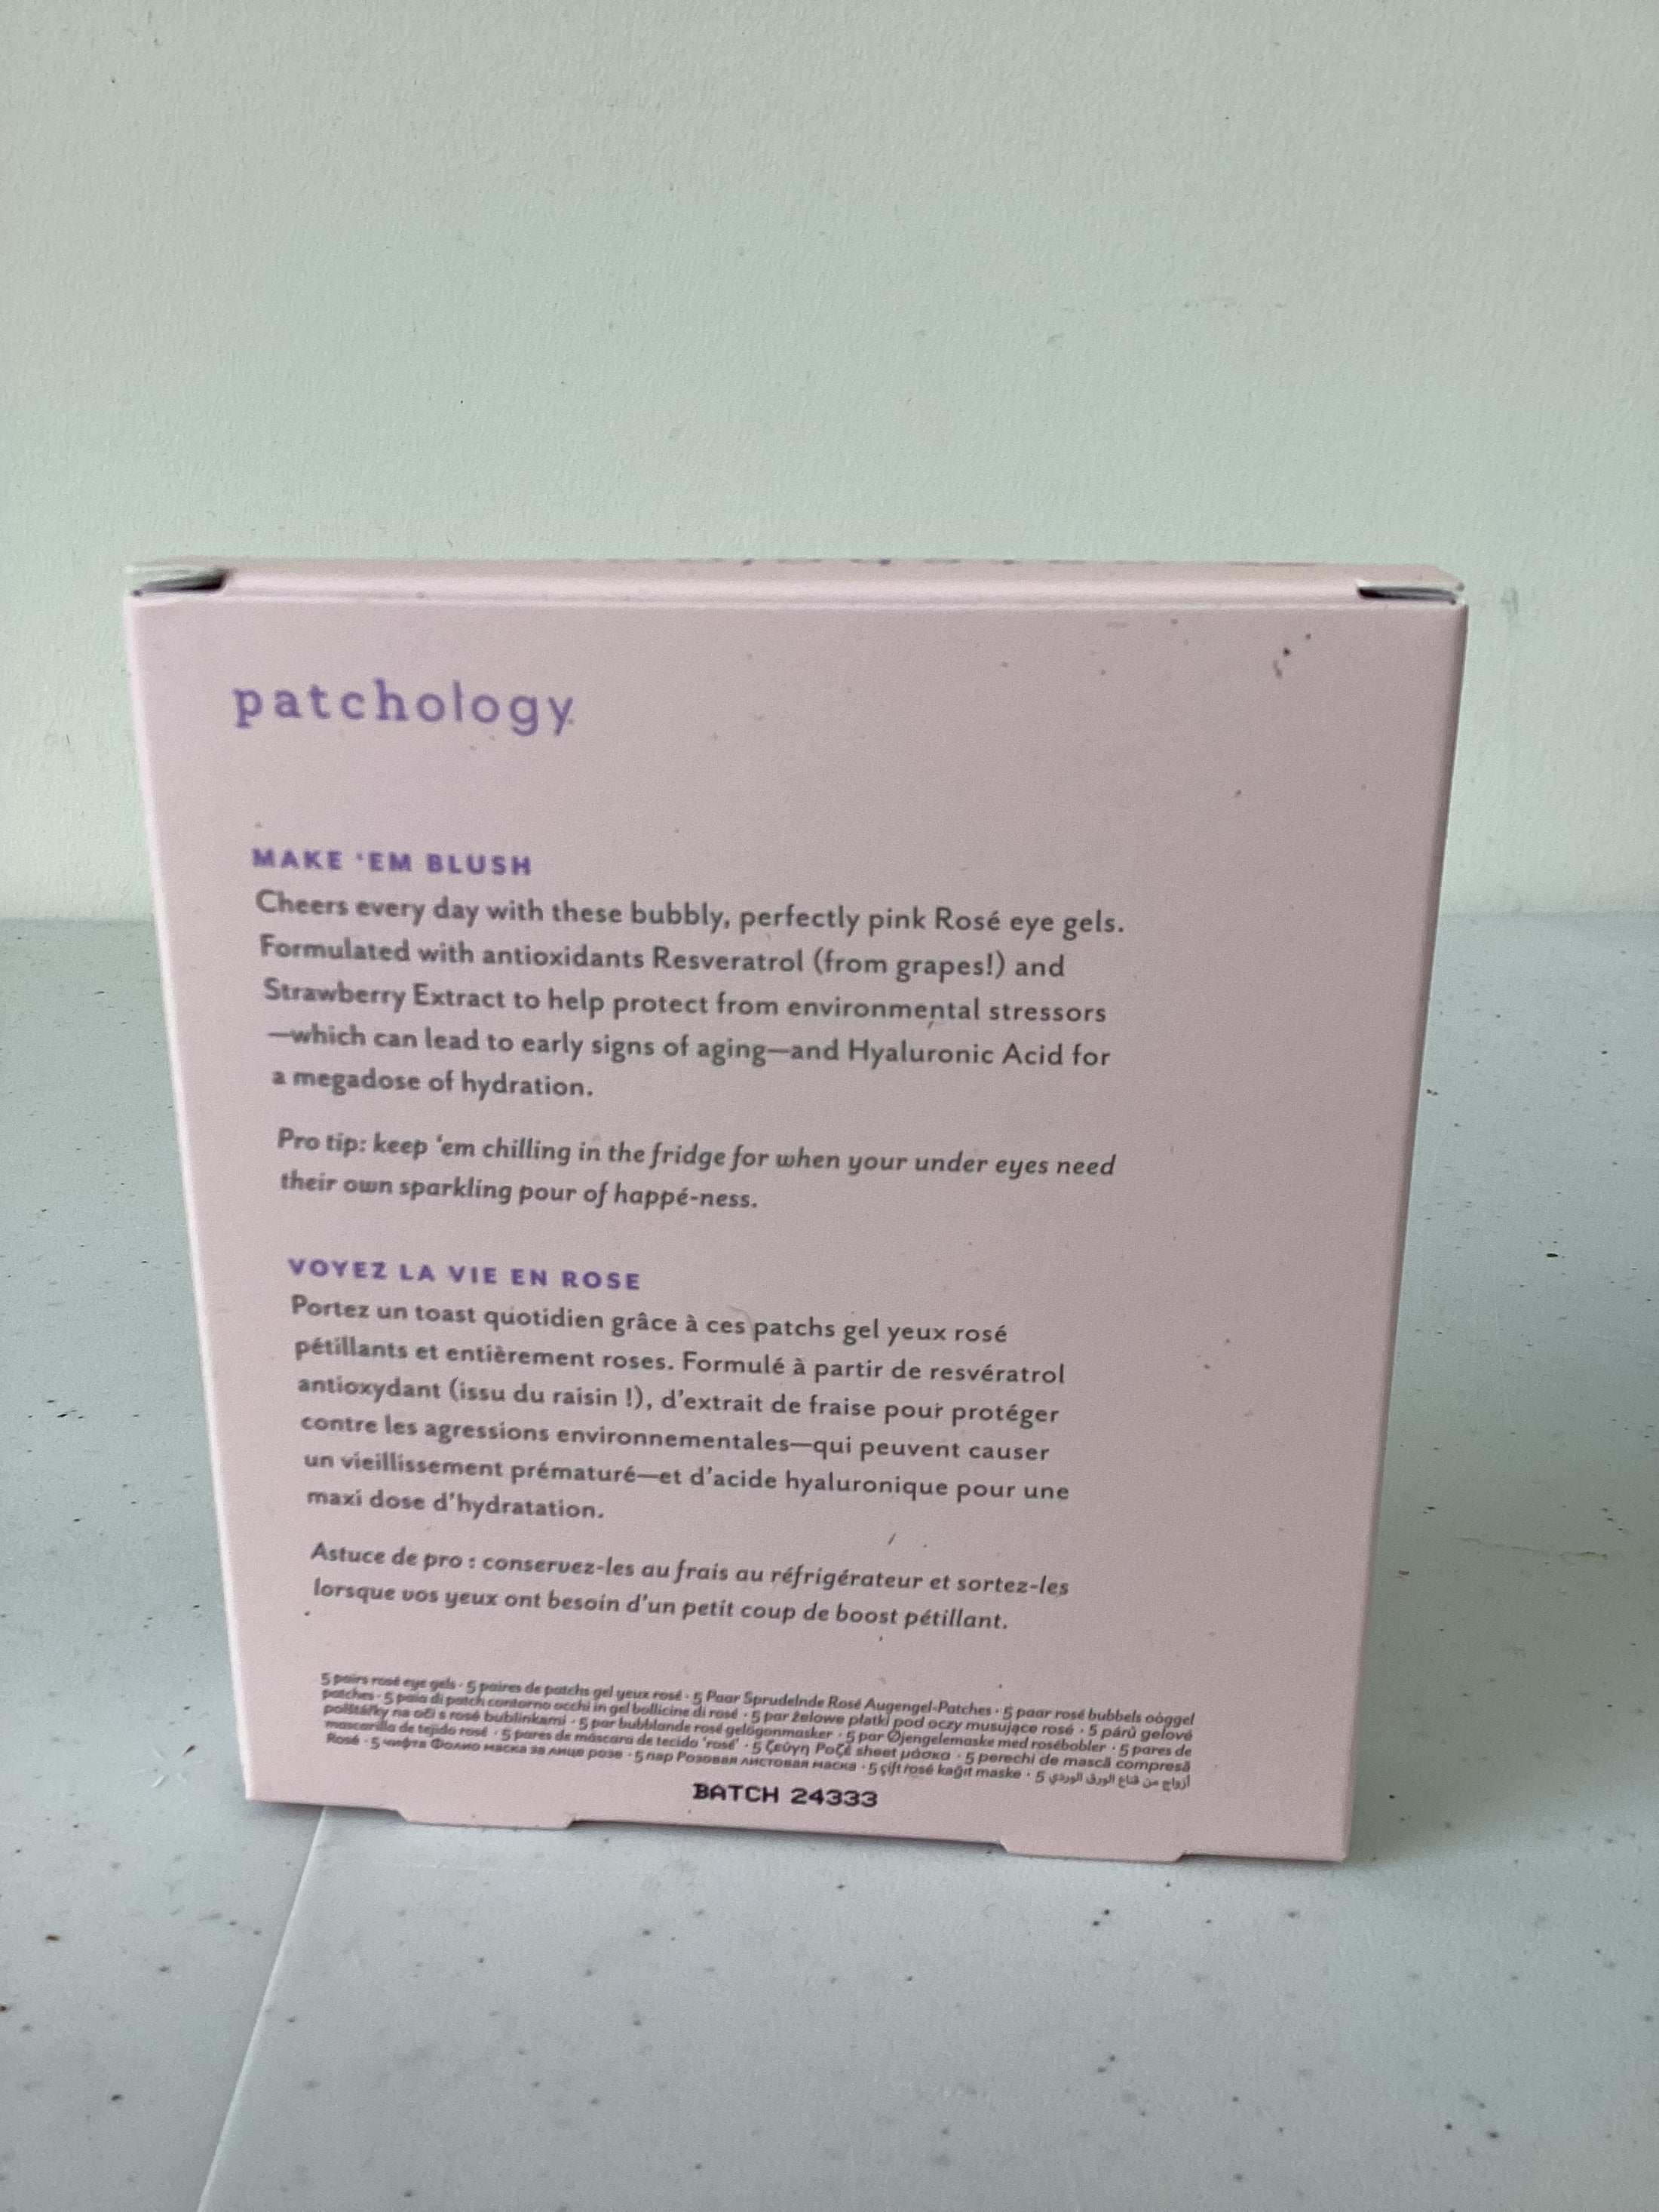 patchology
MAKE ‘EM BLUSH
Cheers every day with these bubbly, perfectly pink Rosé eye gels.
Formulated with antioxidants Resveratrol (from grapes!) and
Strawberry Extract to help protect from environmental stressors
—which can lead to early signs of aging—and Hyaluronic Acid for
a megadose of hydration.
Pro tip: keep ‘em chilling in the fridge for when your under eyes need
their own sparkling pour of happé-ness.
VOYEZ LA VIE EN ROSE
Portez un toast quotidien grâce à ces patchs gel yeux rosé
pétillants et entièrement roses. Formulé à partir de resvératrol
antioxydant (issu du raisin !), d’extrait de fraise pour protéger
contre les agressions environnementales—qui peuvent causer
un vieillissement prématuré—et d’acide hyaluronique pour une
maxi dose d’hydratation.
Astuce de pro : conservez-les au frais au réfrigérateur et sortez-les
lorsque vos yeux ont besoin d’un petit coup de boost pétillant.
5 pairs rosé eye gels · 5 paires de patchs gel yeux rosé · 5 Paar Sprudelnde Rosé Augengel-Patches · 5 paar rosé bubbels ooggel
patches · 5 paia di patch contorno occhi in gel bollicine di rosé · 5 par żelowe płatki pod oczy musujące rosé · 5 párů gelové
polštářky na oči s rosé bublinkami · 5 par bubblande rosé gelögonmasker · 5 par Øjengelemaske med rosébobler · 5 pares de
mascarilla de tejido rosé · 5 pares de máscara de tecido ‘rosé’ · 5 ζεύγη Ροζέ sheet μάσκα · 5 perechi de mască compresă
Rosé · 5 чифта Фолио маска за лице розе · 5 пар Розовая листовая маска · 5 çift rosé kağıt maske · 5 أزواج من قناع الورق الوردي
BATCH 24333